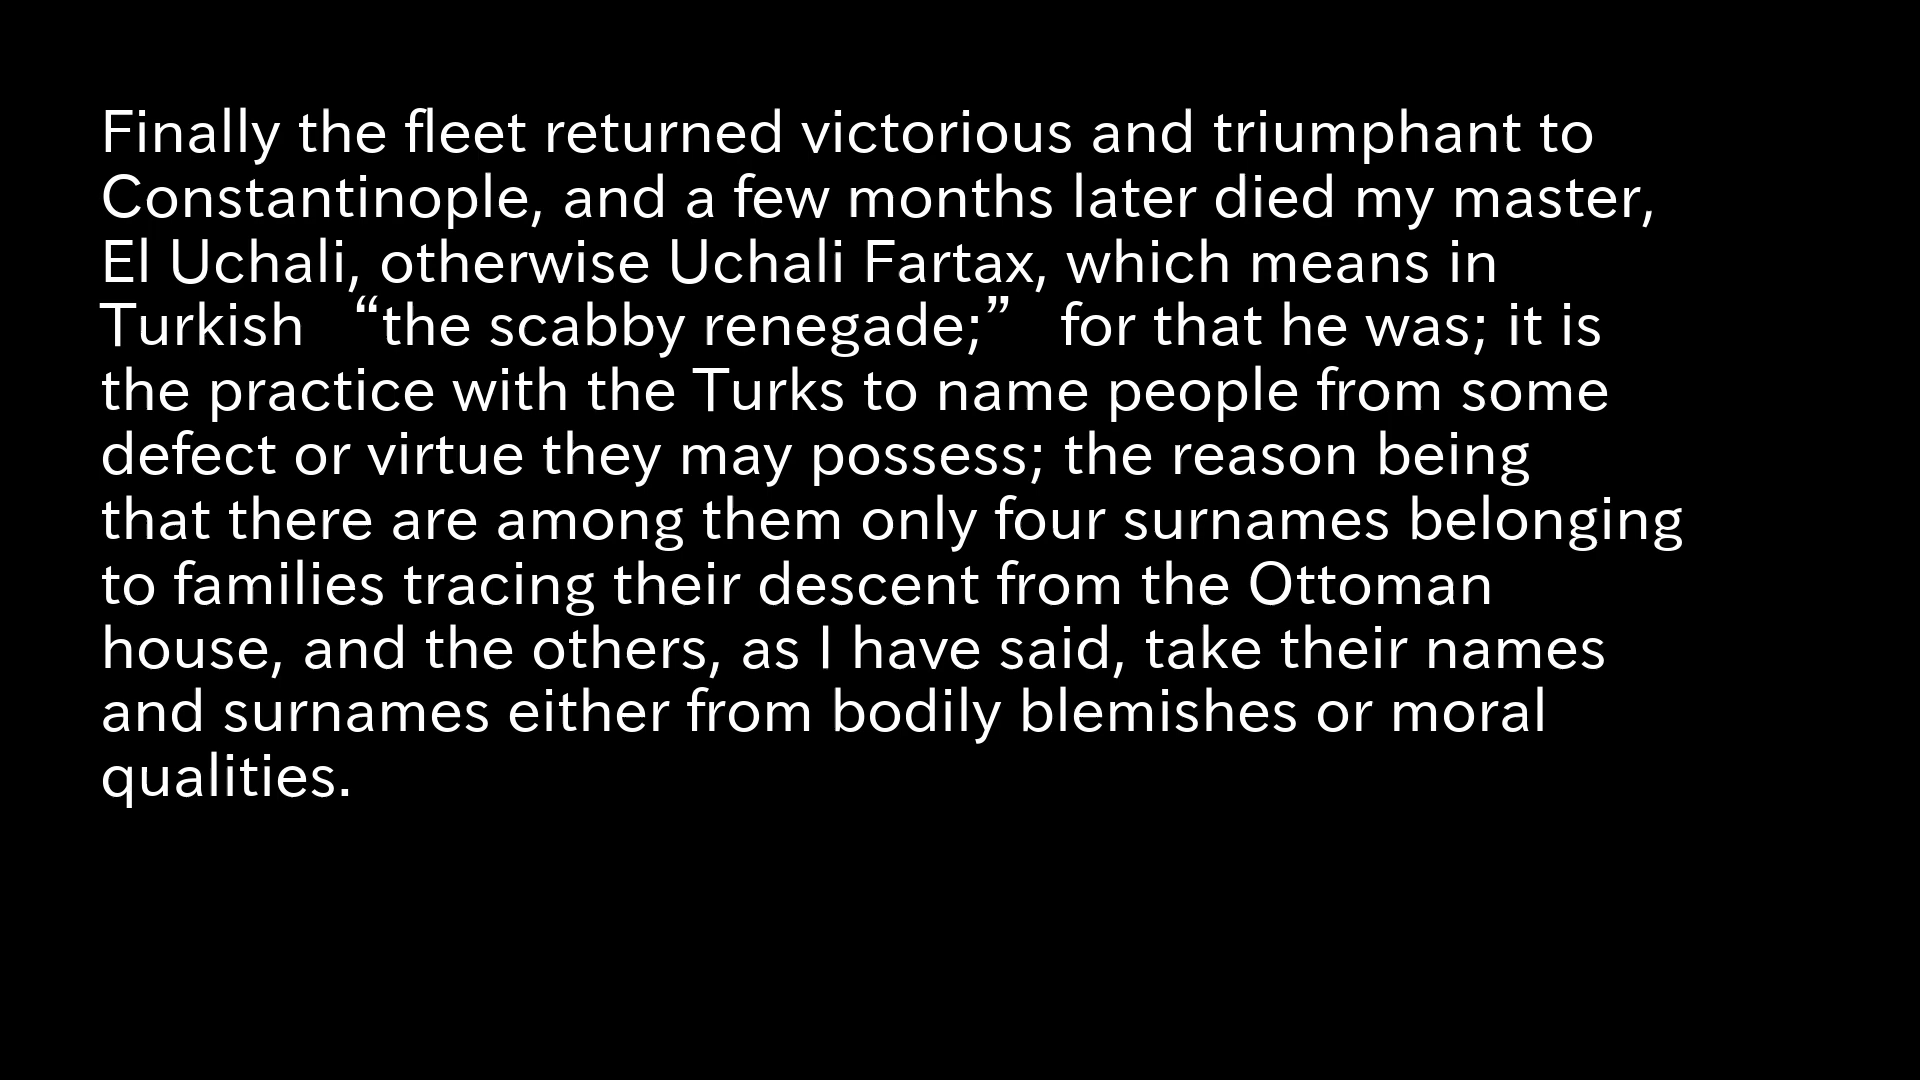 Finally the fleet returned victorious and triumphant to
Constantinople, and a few months later died my master,
El Uchali, otherwise Uchali Fartax, which means in
Turkish “the scabby renegade;” for that he was; it is
the practice with the Turks to name people from some
defect or virtue they may possess; the reason being
that there are among them only four surnames belonging
to families tracing their descent from the Ottoman
house, and the others, as I have said, take their names
and surnames either from bodily blemishes or moral
qualities.